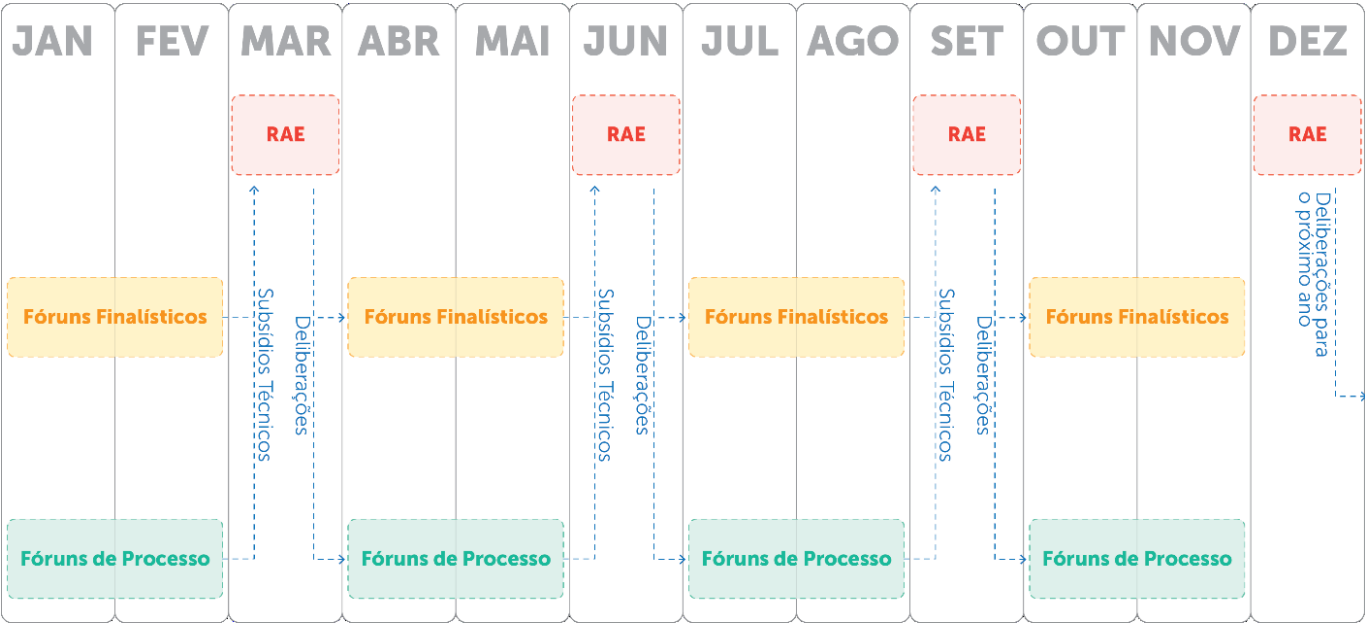 JAN
FEV
MAR
ABR
MAI
JUN
JUL
AGO
SET
OUT
NOV
DEZ
RAE
RAE
RAE
RAE
Deliberações para
o próximo ano
Fóruns Finalísticos
Subsídios Técnicos
Deliberações
Fóruns Finalísticos
Subsídios Técnicos
Deliberações
Fóruns Finalísticos
Subsídios Técnicos
Deliberações
Fóruns Finalísticos
Fóruns de Processo
Fóruns de Processo
Fóruns de Processo
Fóruns de Processo